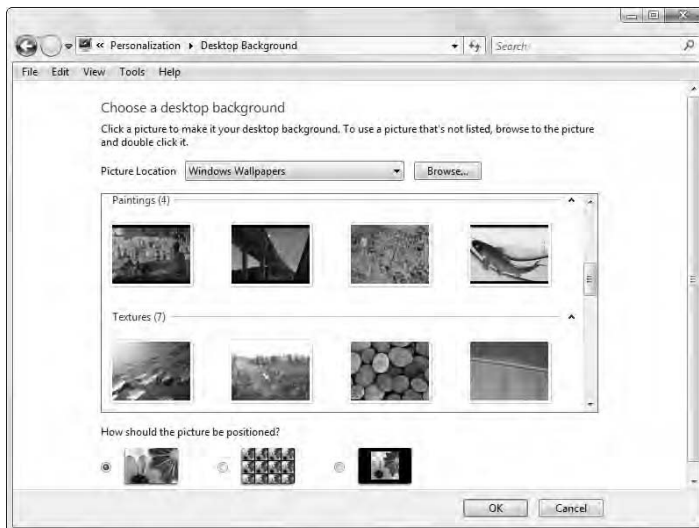 « Personalization ▸ Desktop Background
Search
File Edit View Tools Help
Choose a desktop background
Click a picture to make it your desktop background. To use a picture that's not listed, browse to the picture
and double click it.
Picture Location Windows Wallpapers Browse...
Paintings (4)
Textures (7)
How should the picture be positioned?
OK Cancel